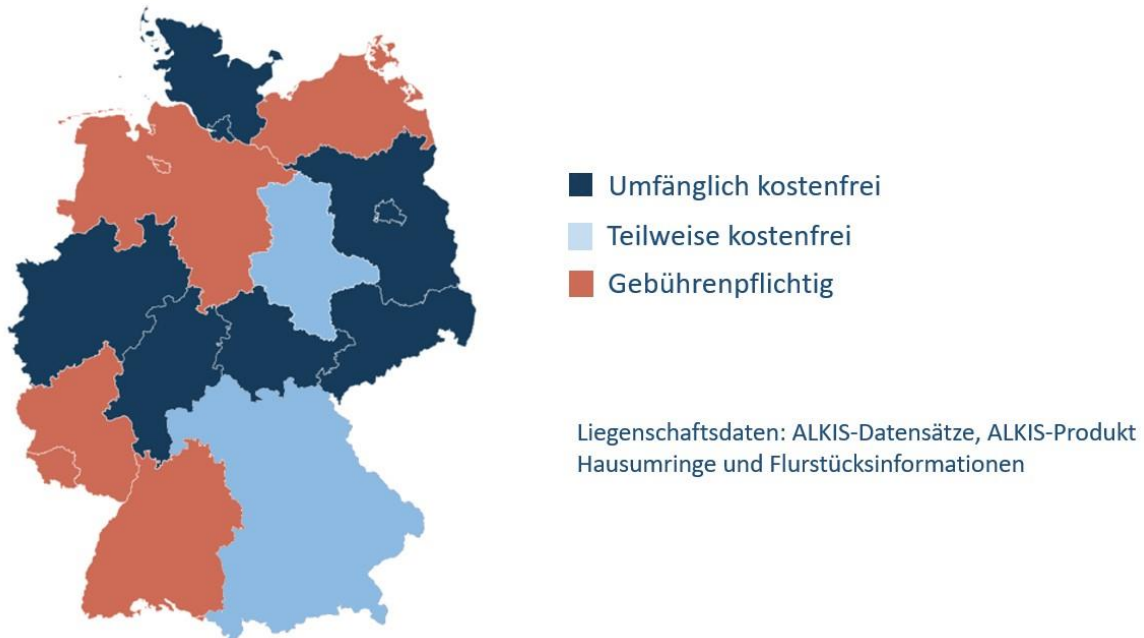 Umfänglich kostenfrei
Teilweise kostenfrei
Gebührenpflichtig
Liegenschaftsdaten: ALKIS-Datensätze, ALKIS-Produkt
Hausumringe und Flurstücksinformationen